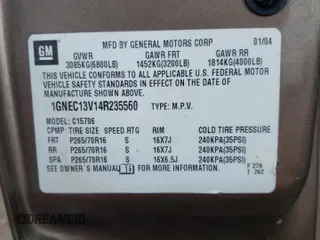 GM
MFD BY GENERAL MOTORS CORP 01/04
GVWR GAWR FRT GAWR RR
3085KG(6800LB) 1452KG(3200LB) 1814KG(4000LB)
THIS VEHICLE CONFORMS TO ALL APPLICABLE U.S. FEDERAL MOTOR
VEHICLE SAFETY STANDARDS IN EFFECT ON THE DATE OF
MANUFACTURE SHOWN ABOVE.
1GNEC13V14R235560 TYPE: M.P.V.
MODEL: C15706
CPMP TIRE SIZE SPEED RTG RIM COLD TIRE PRESSURE
FRT P265/70R16 S 16X7J 240KPA(35PSI)
RR P265/70R16 S 16X7J 240KPA(35PSI)
SPA P265/70R16 S 16X6.5J 240KPA(35PSI)
SEE OWNER'S MANUAL FOR MORE INFORMATION.
F 278
T 262
© DREAMBID